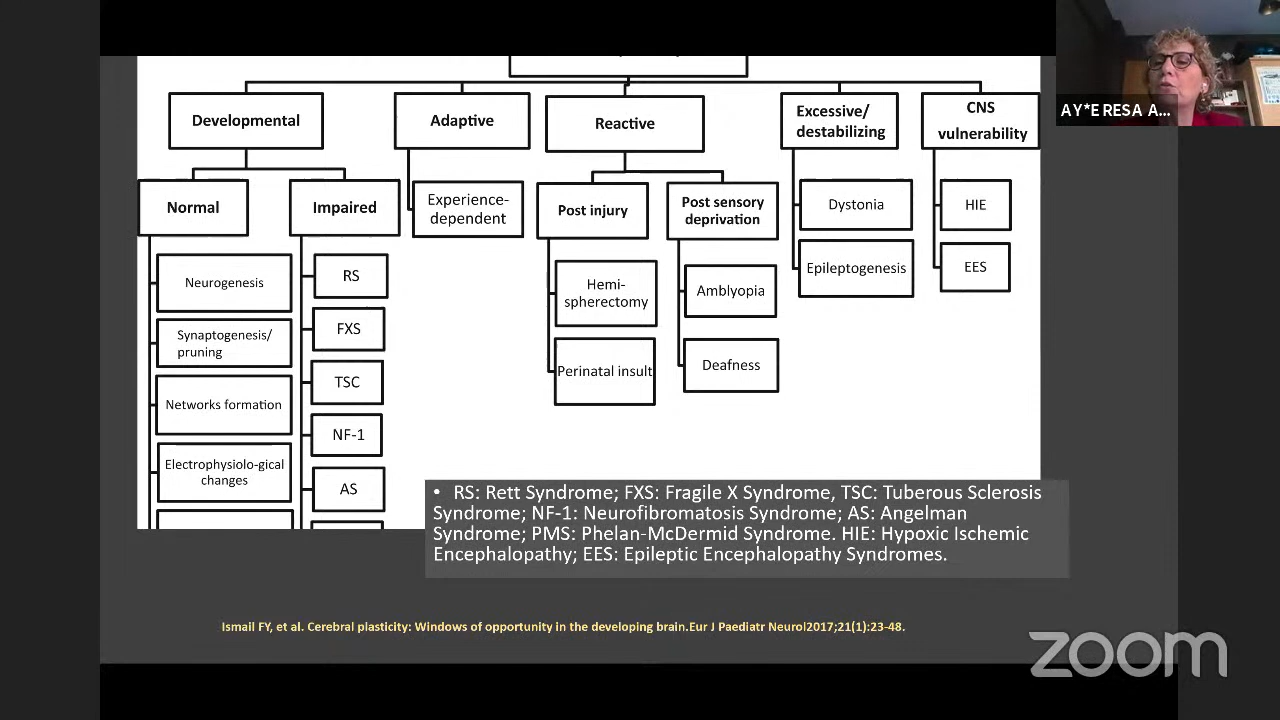 AY*E RESA A...
Developmental
Adaptive
Reactive
Excessive/
destabilizing
CNS
vulnerability
Normal
Impaired
Experience-
dependent
Post injury
Post sensory
deprivation
Dystonia
HIE
Neurogenesis
RS
Hemi-
spherectomy
Amblyopia
Epileptogenesis
EES
Synaptogenesis/
pruning
FXS
Perinatal insult
Deafness
Networks formation
TSC
NF-1
Electrophysiolo-gical
changes
AS
• RS: Rett Syndrome; FXS: Fragile X Syndrome, TSC: Tuberous Sclerosis
Syndrome; NF-1: Neurofibromatosis Syndrome; AS: Angelman
Syndrome; PMS: Phelan-McDermid Syndrome. HIE: Hypoxic Ischemic
Encephalopathy; EES: Epileptic Encephalopathy Syndromes.
Ismail FY, et al. Cerebral plasticity: Windows of opportunity in the developing brain.Eur J Paediatr Neurol2017;21(1):23-48.
zoom